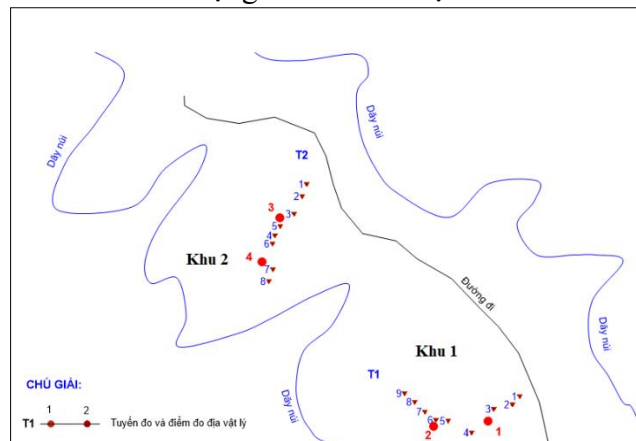 Dãy núi
Dãy núi
T2
1
2
3
3
5
4
6
4
Khu 2
7
8
Đường đi
Dãy núi
Khu 1
T1
9
8
7
6
5
2
4
3
2
1
1
Dãy núi
CHÚ GIẢI:
1 2
T1 Tuyến đo và điểm đo địa vật lý